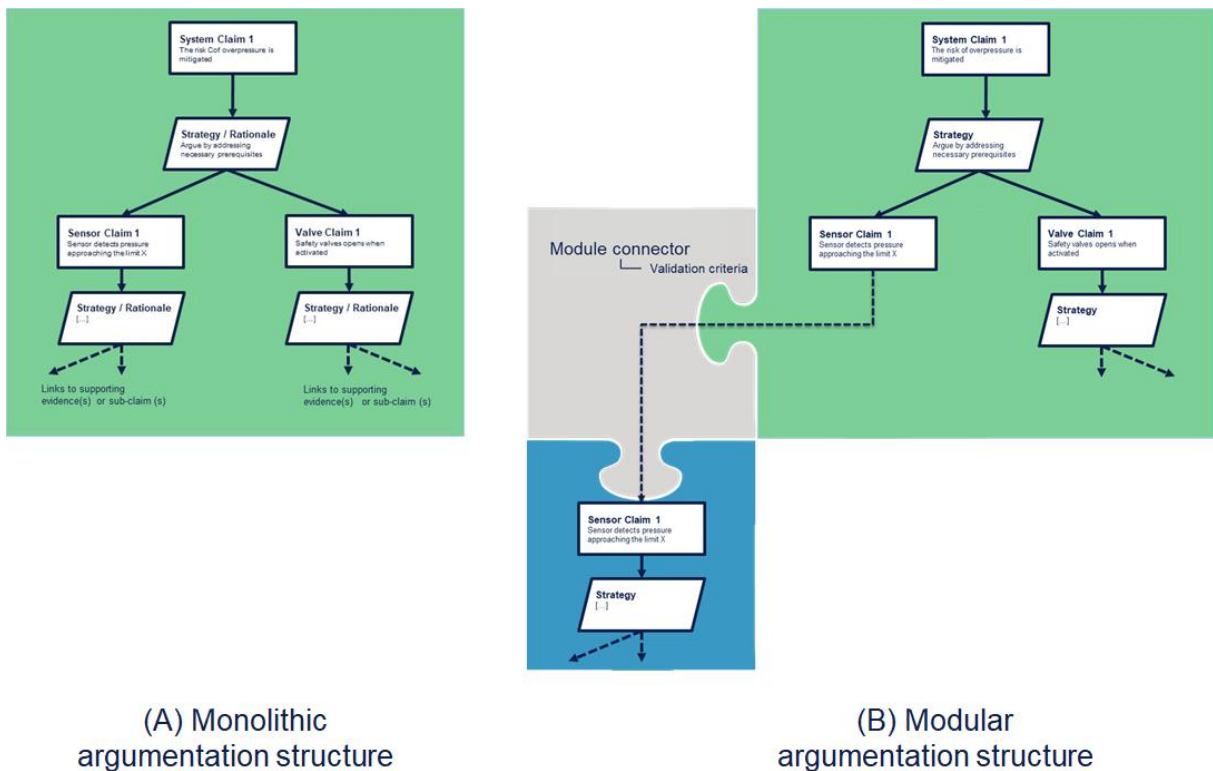 System Claim 1
The risk Cof overpressure is
mitigated
Strategy / Rationale
Argue by addressing
necessary prerequisites
Sensor Claim 1
Sensor detects pressure
approaching the limit X
Valve Claim 1
Safety valves opens when
activated
Strategy / Rationale
[...]
Strategy / Rationale
[...]
Links to supporting
evidence(s) or sub-claim (s)
Links to supporting
evidence(s) or sub-claim (s)
System Claim 1
The risk of overpressure is
mitigated
Strategy
Argue by addressing
necessary prerequisites
Sensor Claim 1
Sensor detects pressure
approaching the limit X
Valve Claim 1
Safety valves opens when
activated
Strategy
[...]
Module connector
Validation criteria
Sensor Claim 1
Sensor detects pressure
approaching the limit X
Strategy
[...]
(A) Monolithic
argumentation structure
(B) Modular
argumentation structure